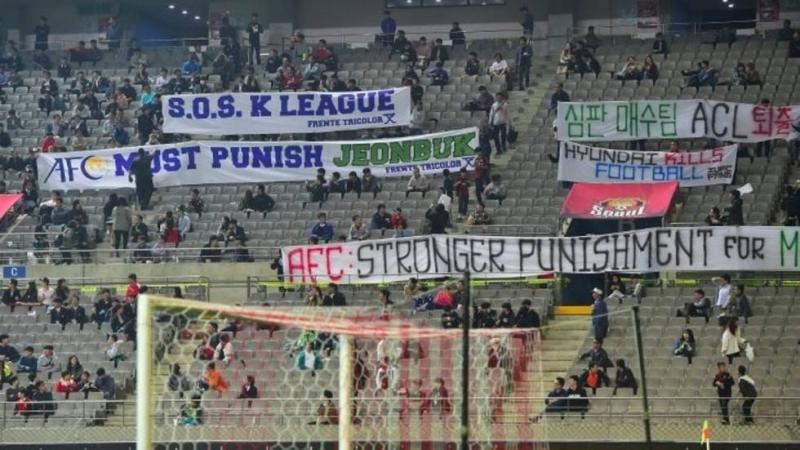 S.O.S. K LEAGUE
FRENTE TRICOLOR X
AFC MUST PUNISH JEONBUK
FRENTE TRICOLOR X
심판 매수팀 ACL 퇴출
HYUNDAI KILLS
FOOTBALL
SEOUL
AFC: STRONGER PUNISHMENT FOR M
C